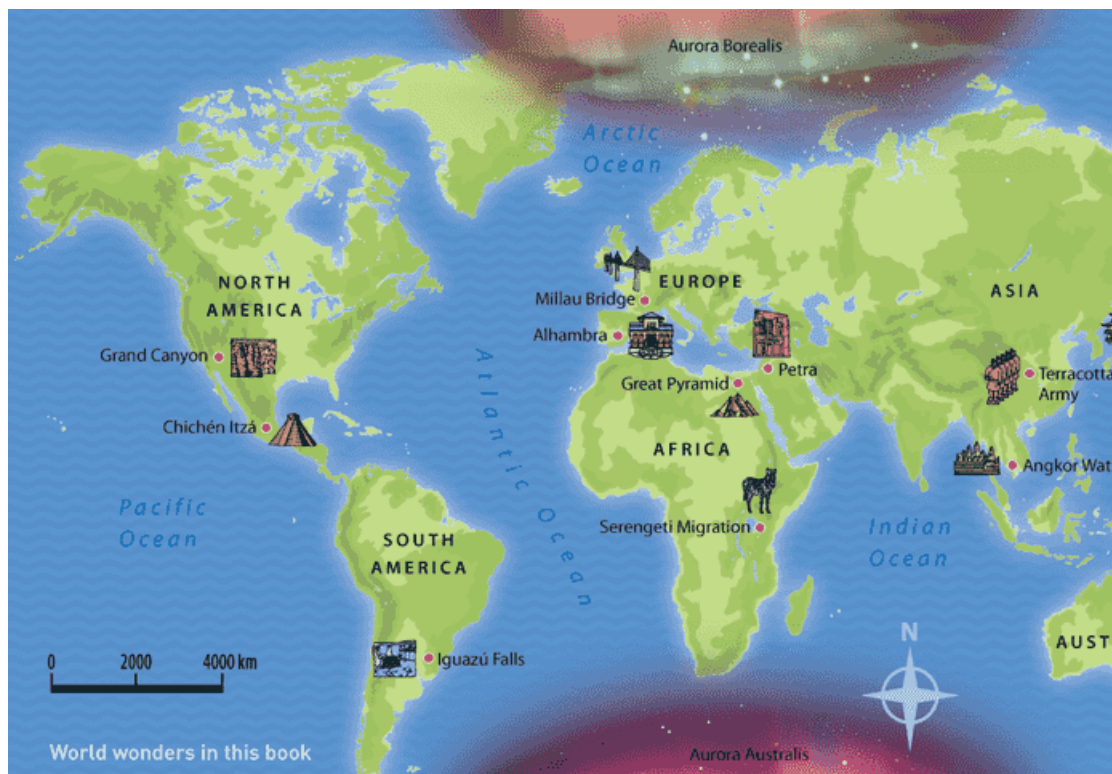 Aurora Borealis
Arctic
Ocean
NORTH
AMERICA
EUROPE
ASIA
Millau Bridge
Alhambra
Grand Canyon
Petra
Great Pyramid
Terracotta
Army
Chichén Itzá
Atlantic Ocean
AFRICA
Angkor Wat
Pacific
Ocean
Serengeti Migration
Indian
Ocean
SOUTH
AMERICA
N
AUST
Iguazú Falls
0 2000 4000 km
World wonders in this book
Aurora Australis